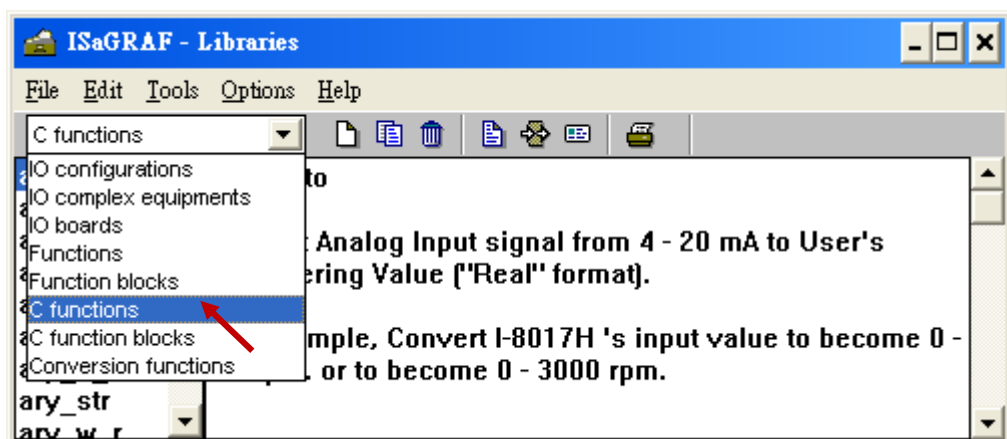 ISaGRAF - Libraries
File Edit Tools Options Help
C functions
IO configurations
IO complex equipments
IO boards
Functions
Function blocks
C functions
C function blocks
Conversion functions
ary_str
ary_w_r
to
Analog Input signal from 4 - 20 mA to User's
ering Value ("Real" format).
mple, Convert I-8017H 's input value to become 0 -
. or to become 0 - 3000 rpm.